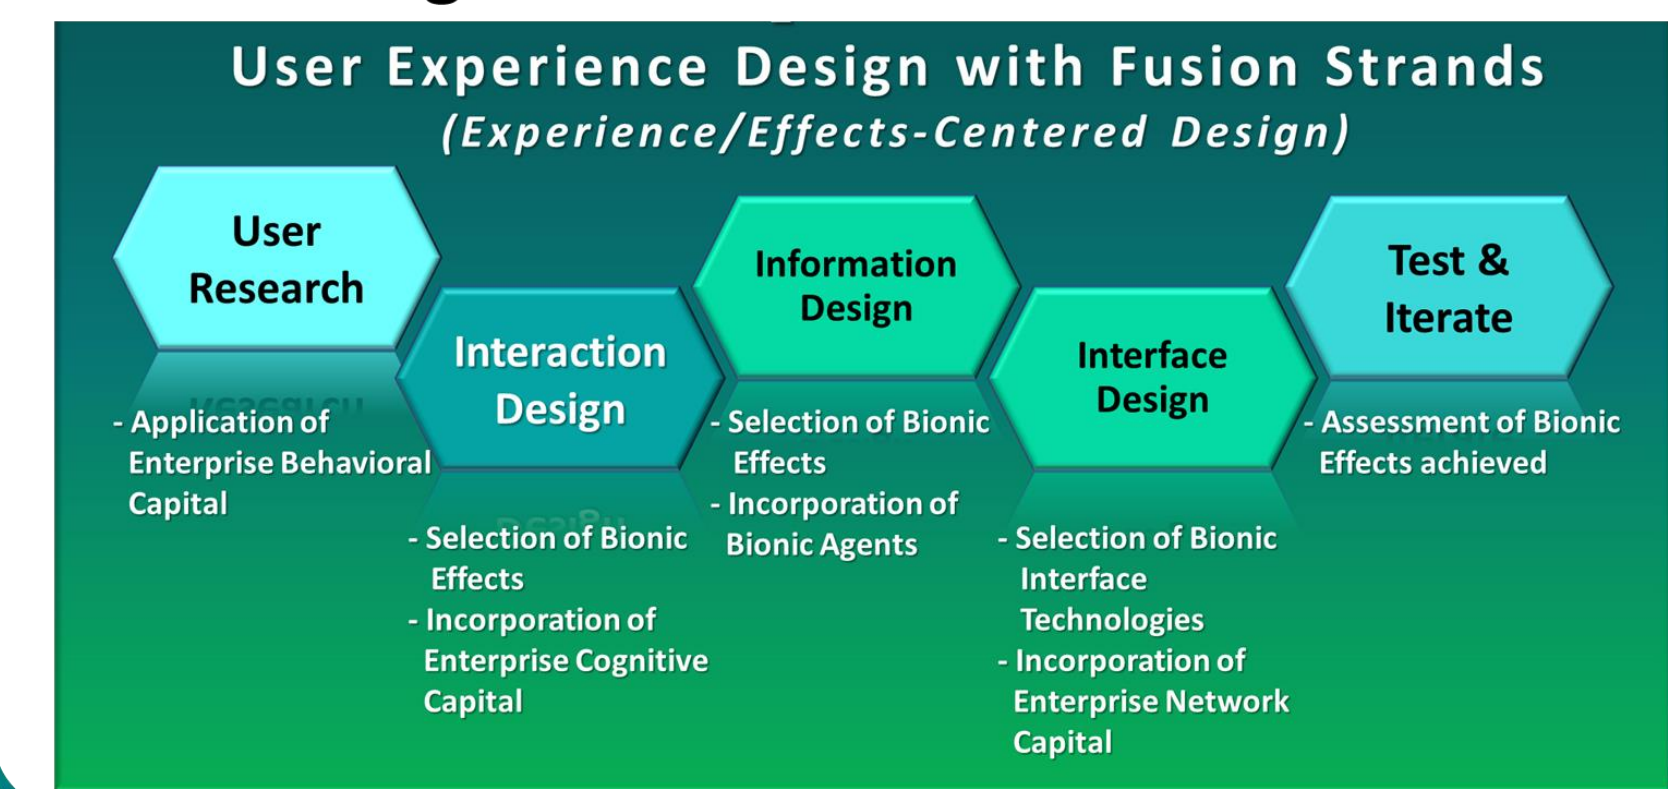 User Experience Design with Fusion Strands
(Experience/Effects-Centered Design)
User
Research
- Application of
Enterprise Behavioral
Capital
Interaction
Design
- Selection of Bionic
Effects
- Incorporation of
Enterprise Cognitive
Capital
Information
Design
- Selection of Bionic
Effects
- Incorporation of
Bionic Agents
Interface
Design
- Selection of Bionic
Interface
Technologies
- Incorporation of
Enterprise Network
Capital
Test &
Iterate
- Assessment of Bionic
Effects achieved